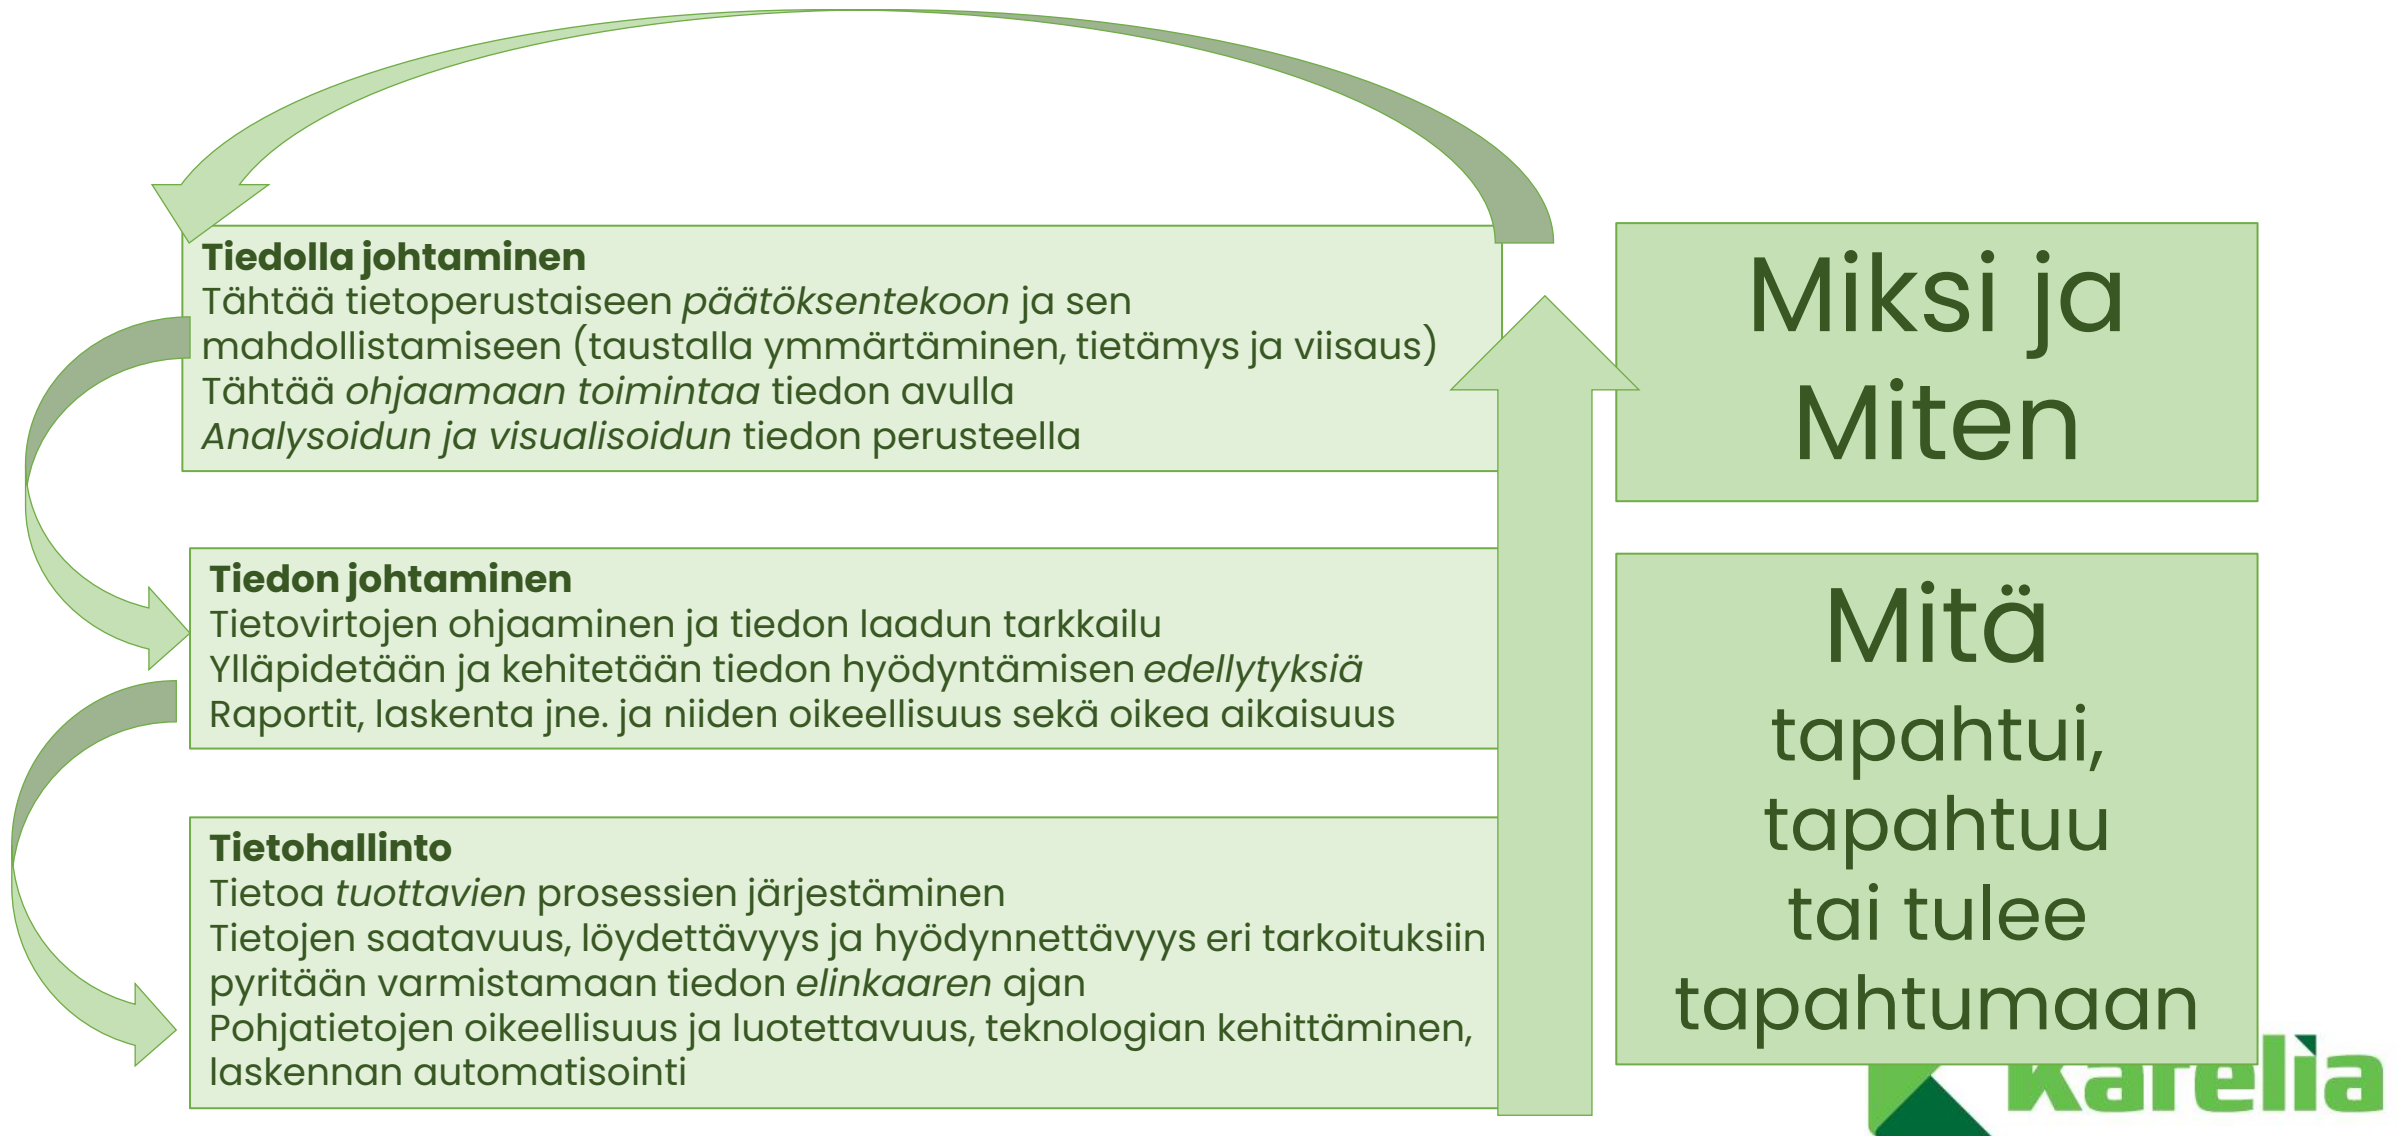 Tiedolla johtaminen
Tähtää tietoperustaiseen päätöksentekoon ja sen
mahdollistamiseen (taustalla ymmärtäminen, tietämys ja viisaus)
Tähtää ohjaamaan toimintaa tiedon avulla
Analysoidun ja visualisoidun tiedon perusteella
Miksi ja
Miten
Tiedon johtaminen
Tietovirtojen ohjaaminen ja tiedon laadun tarkkailu
Ylläpidetään ja kehitetään tiedon hyödyntämisen edellytyksiä
Raportit, laskenta jne. ja niiden oikeellisuus sekä oikea aikaisuus
Tietohallinto
Tietoa tuottavien prosessien järjestäminen
Tietojen saatavuus, löydettävyys ja hyödynnettävyys eri tarkoituksiin
pyritään varmistamaan tiedon elinkaaren ajan
Pohjatietojen oikeellisuus ja luotettavuus, teknologian kehittäminen,
laskennan automatisointi
Mitä
tapahtui,
tapahtuu
tai tulee
tapahtumaan
Karelia